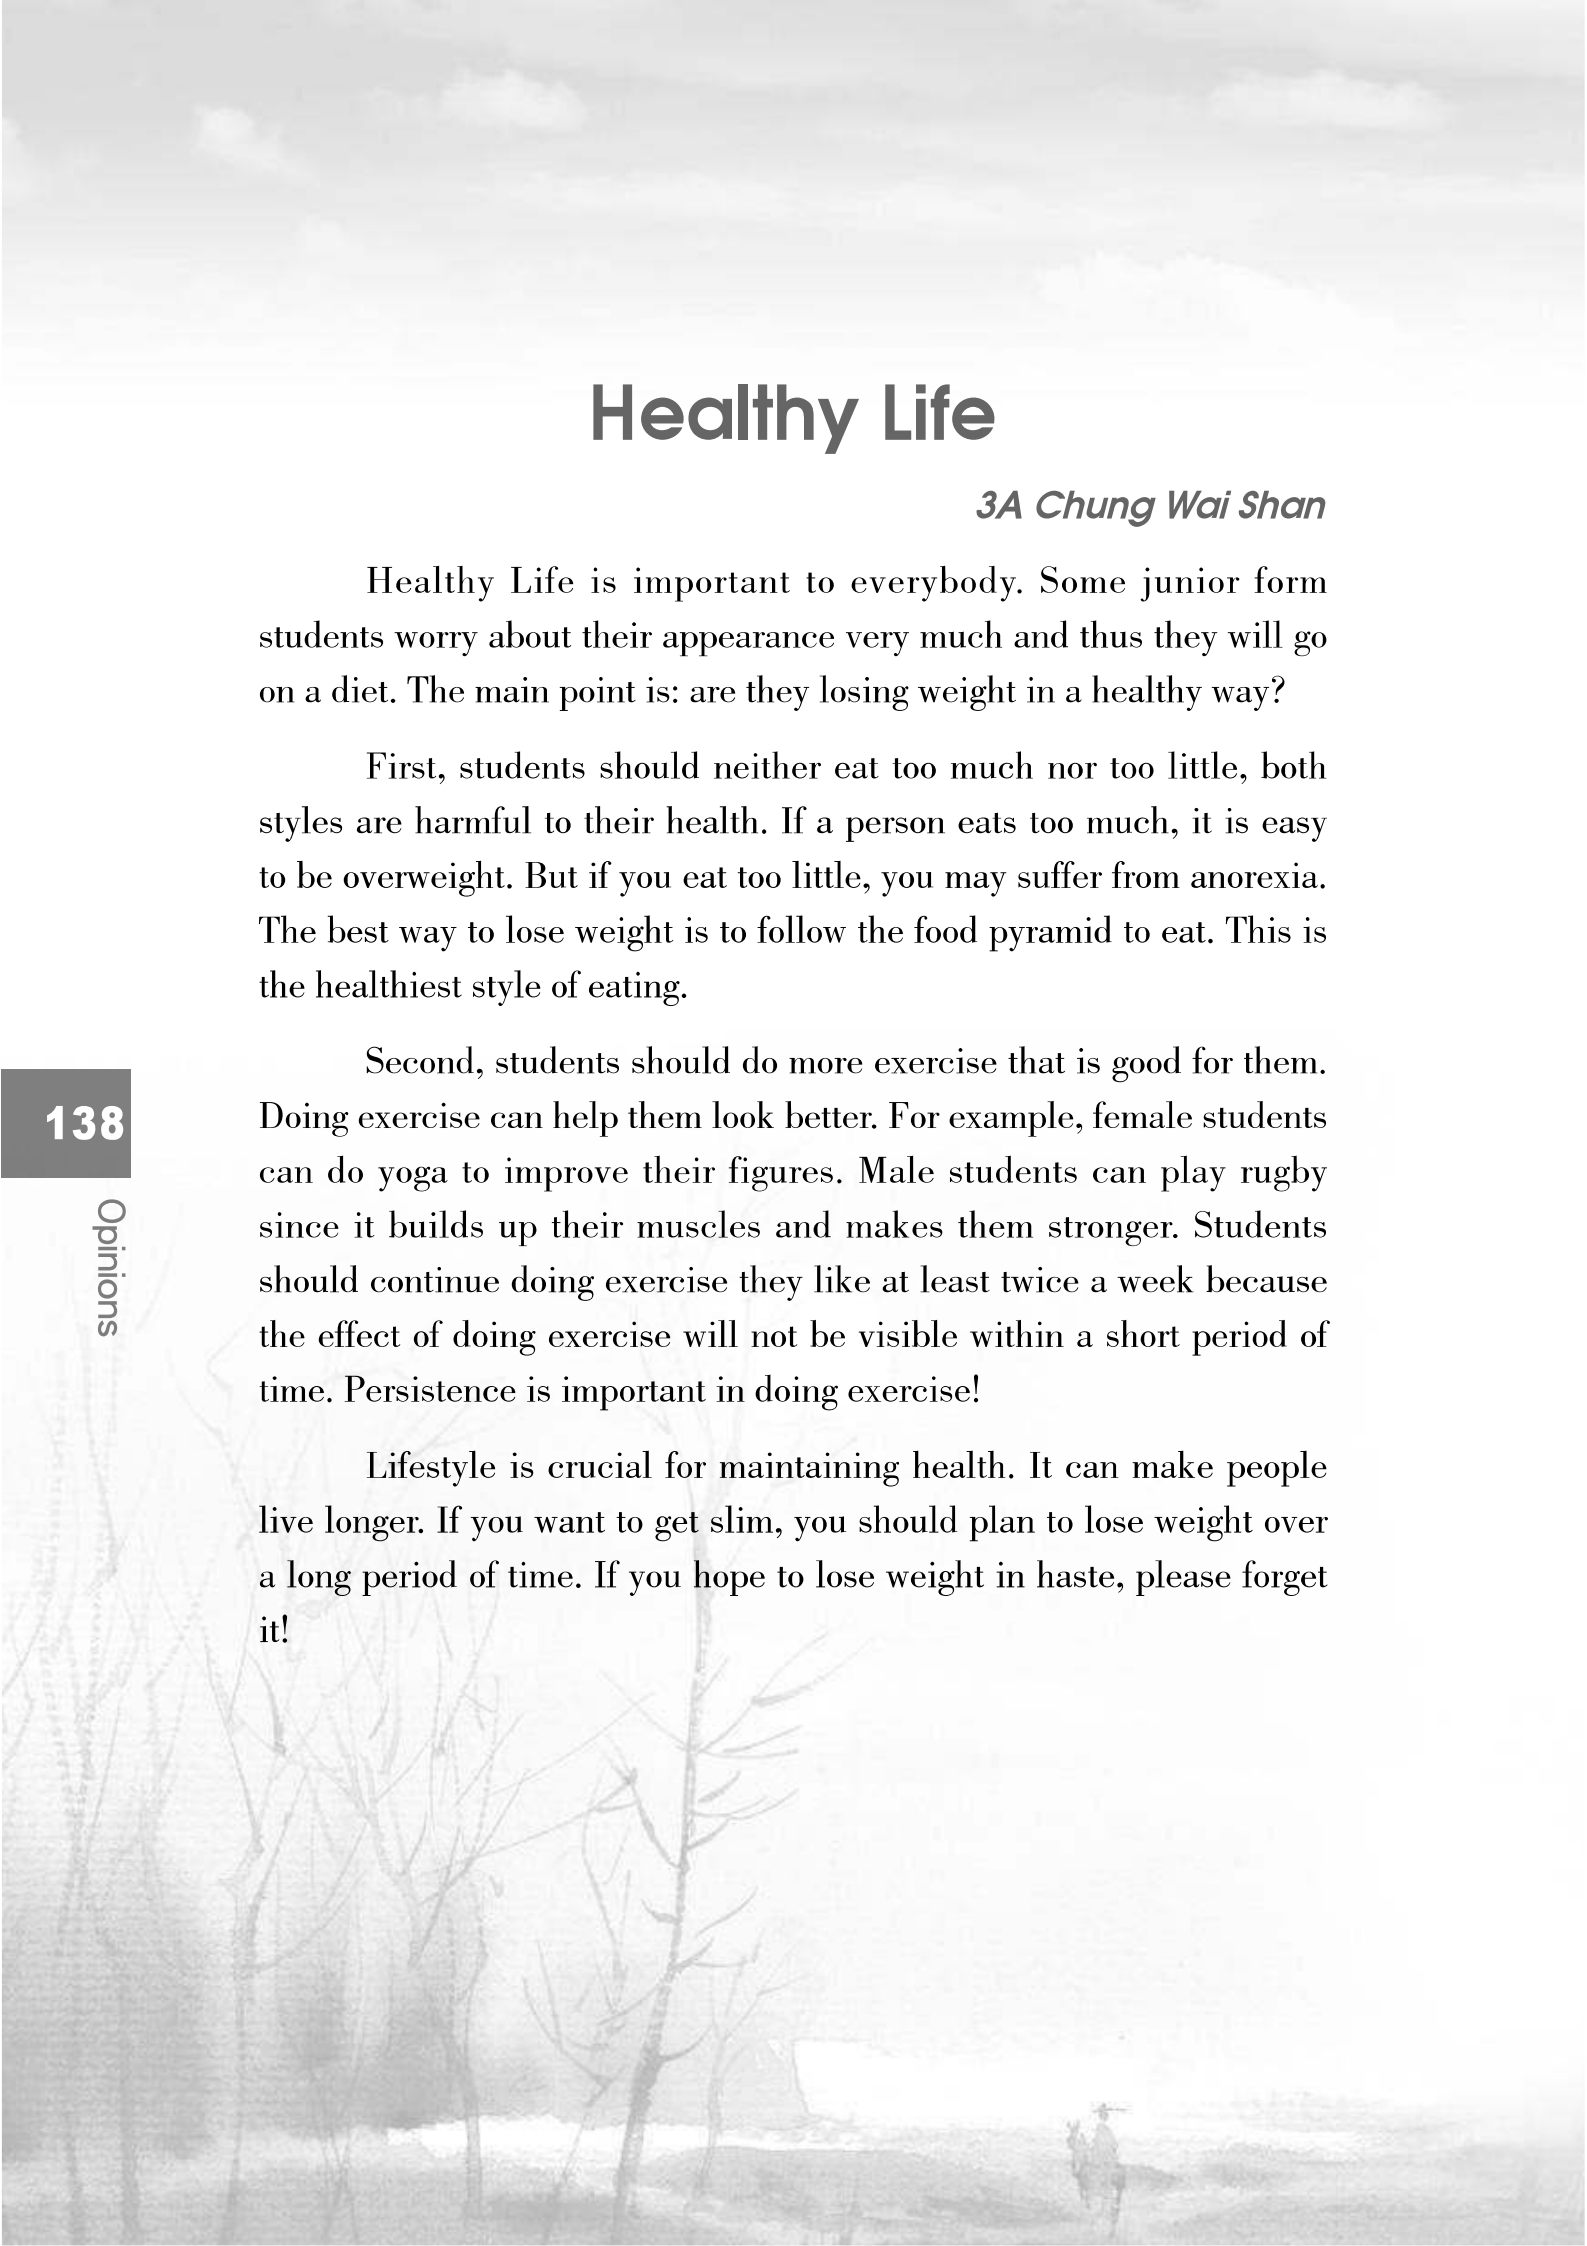 Healthy Life
3A Chung Wai Shan
Healthy Life is important to everybody. Some junior form
students worry about their appearance very much and thus they will go
on a diet. The main point is: are they losing weight in a healthy way?
First, students should neither eat too much nor too little, both
styles are harmful to their health. If a person eats too much, it is easy
to be overweight. But if you eat too little, you may suffer from anorexia.
The best way to lose weight is to follow the food pyramid to eat. This is
the healthiest style of eating.
Second, students should do more exercise that is good for them.
Doing exercise can help them look better. For example, female students
can do yoga to improve their figures. Male students can play rugby
since it builds up their muscles and makes them stronger. Students
should continue doing exercise they like at least twice a week because
the effect of doing exercise will not be visible within a short period of
time. Persistence is important in doing exercise!
Lifestyle is crucial for maintaining health. It can make people
live longer. If you want to get slim, you should plan to lose weight over
a long period of time. If you hope to lose weight in haste, please forget
it!
138
Opinions